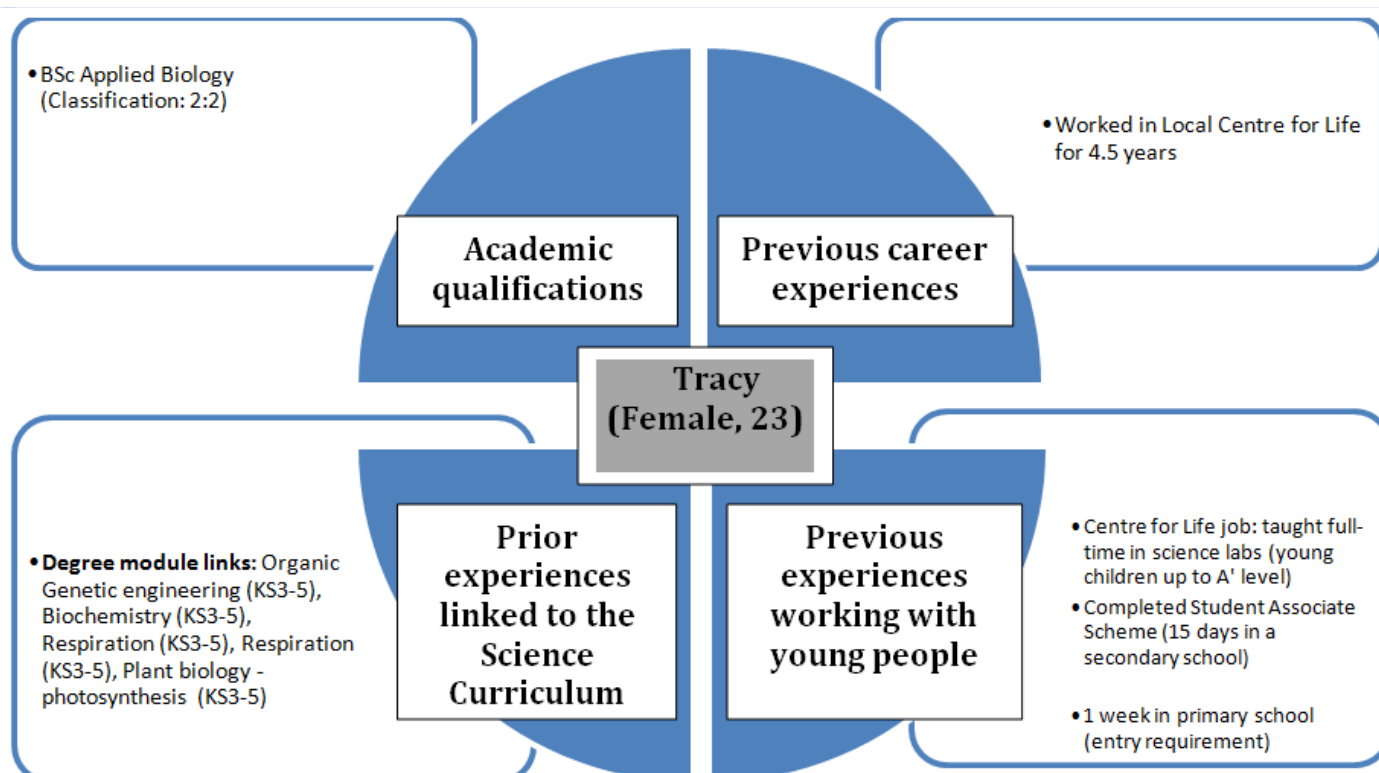 •BSc Applied Biology
(Classification: 2:2)
Academic
qualifications
Previous career
experiences
•Worked in Local Centre for Life
for 4.5 years
Tracy
(Female, 23)
•Degree module links: Organic
Genetic engineering (KS3-5),
Biochemistry (KS3-5),
Respiration (KS3-5), Respiration
(KS3-5), Plant biology -
photosynthesis (KS3-5)
Prior
experiences
linked to the
Science
Curriculum
Previous
experiences
working with
young people
•Centre for Life job: taught full-
time in science labs (young
children up to A' level)
•Completed Student Associate
Scheme (15 days in a
secondary school)
•1 week in primary school
(entry requirement)